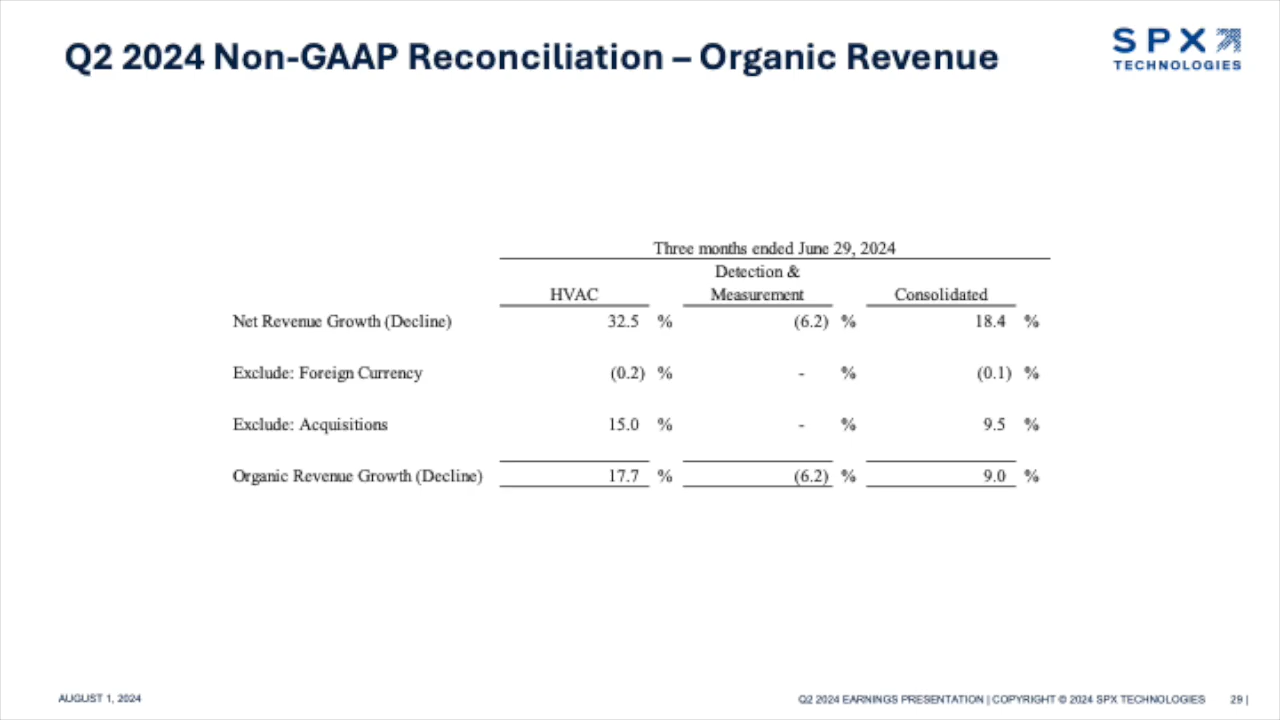 Q2 2024 Non-GAAP Reconciliation – Organic Revenue
SPX
TECHNOLOGIES
Three months ended June 29, 2024
Detection &
HVAC Measurement Consolidated
Net Revenue Growth (Decline) 32.5 % (6.2) % 18.4 %
Exclude: Foreign Currency (0.2) % - % (0.1) %
Exclude: Acquisitions 15.0 % - % 9.5 %
Organic Revenue Growth (Decline) 17.7 % (6.2) % 9.0 %
AUGUST 1, 2024 Q2 2024 EARNINGS PRESENTATION | COPYRIGHT © 2024 SPX TECHNOLOGIES 29 |